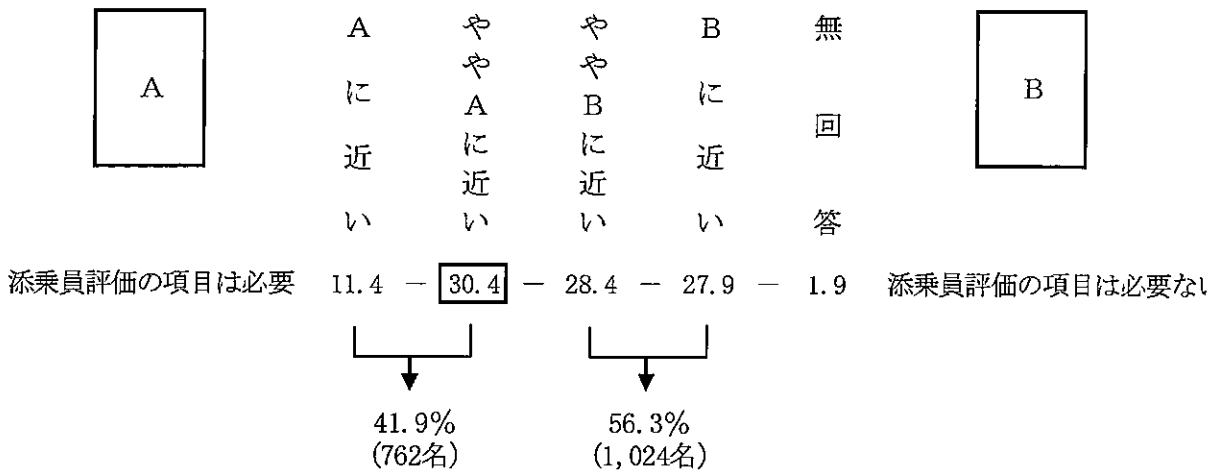 A
Aに近い
ややAに近い
ややBに近い
Bに近い
無回答
B
添乗員評価の項目は必要 11.4 − 30.4 − 28.4 − 27.9 − 1.9 添乗員評価の項目は必要ない
41.9% 56.3%
(762名) (1,024名)